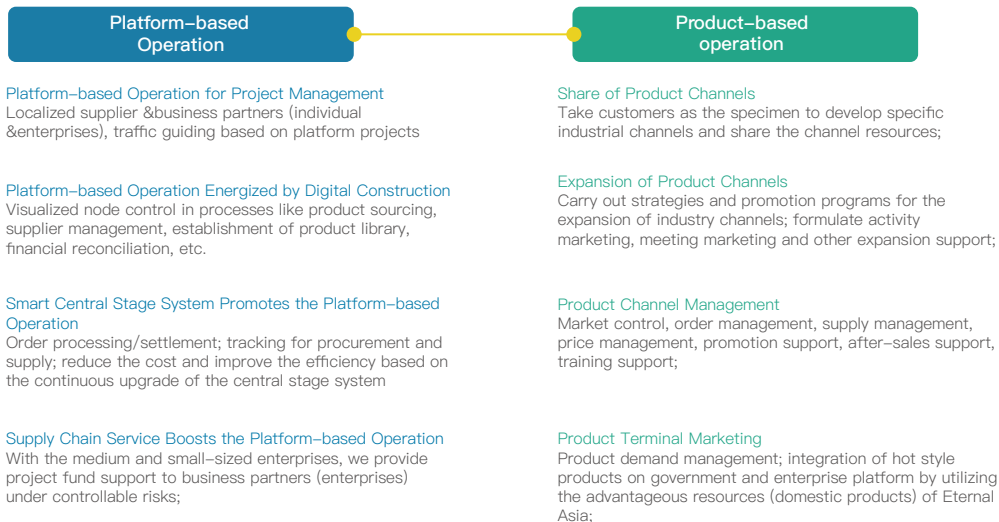 Platform-based
Operation
Product-based
operation
Platform-based Operation for Project Management
Localized supplier &business partners (individual
&enterprises), traffic guiding based on platform projects
Platform-based Operation Energized by Digital Construction
Visualized node control in processes like product sourcing,
supplier management, establishment of product library,
financial reconciliation, etc.
Smart Central Stage System Promotes the Platform-based
Operation
Order processing/settlement; tracking for procurement and
supply; reduce the cost and improve the efficiency based on
the continuous upgrade of the central stage system
Supply Chain Service Boosts the Platform-based Operation
With the medium and small-sized enterprises, we provide
project fund support to business partners (enterprises)
under controllable risks;
Share of Product Channels
Take customers as the specimen to develop specific
industrial channels and share the channel resources;
Expansion of Product Channels
Carry out strategies and promotion programs for the
expansion of industry channels; formulate activity
marketing, meeting marketing and other expansion support;
Product Channel Management
Market control, order management, supply management,
price management, promotion support, after-sales support,
training support;
Product Terminal Marketing
Product demand management; integration of hot style
products on government and enterprise platform by utilizing
the advantageous resources (domestic products) of Eternal
Asia;